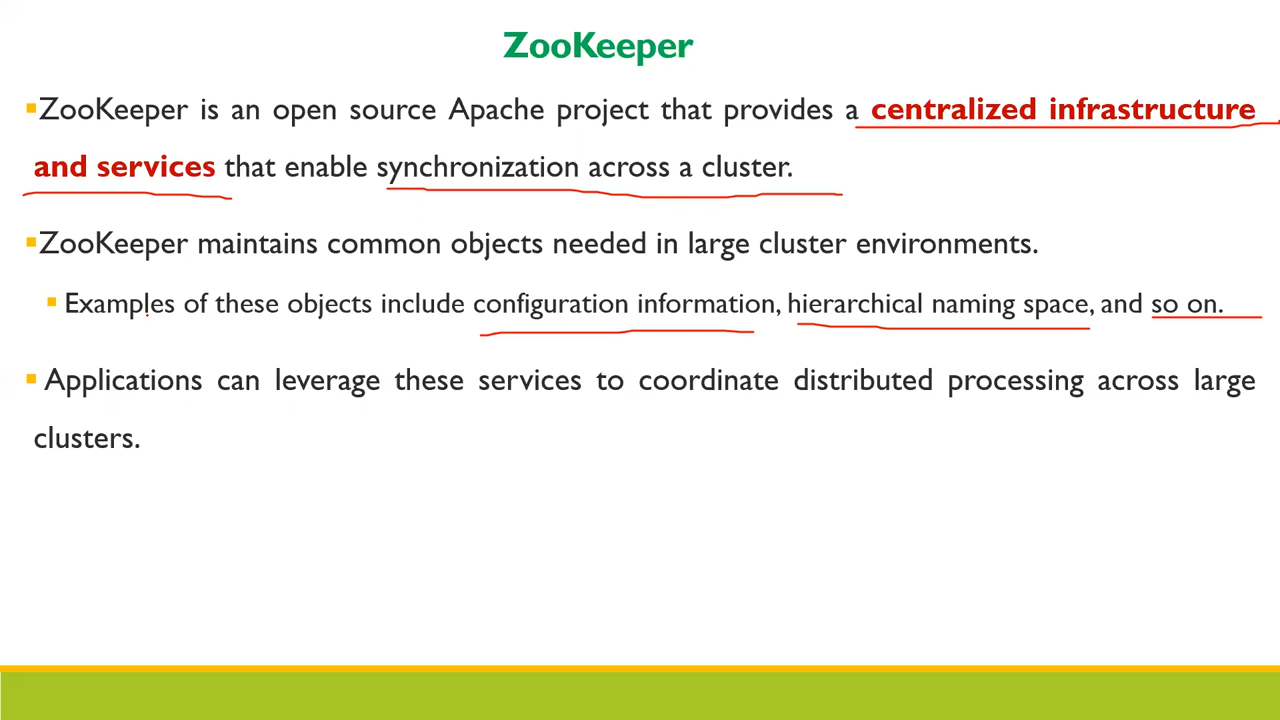 ZooKeeper
▪ZooKeeper is an open source Apache project that provides a centralized infrastructure
and services that enable synchronization across a cluster.
▪ZooKeeper maintains common objects needed in large cluster environments.
▪ Examples of these objects include configuration information, hierarchical naming space, and so on.
▪ Applications can leverage these services to coordinate distributed processing across large
clusters.